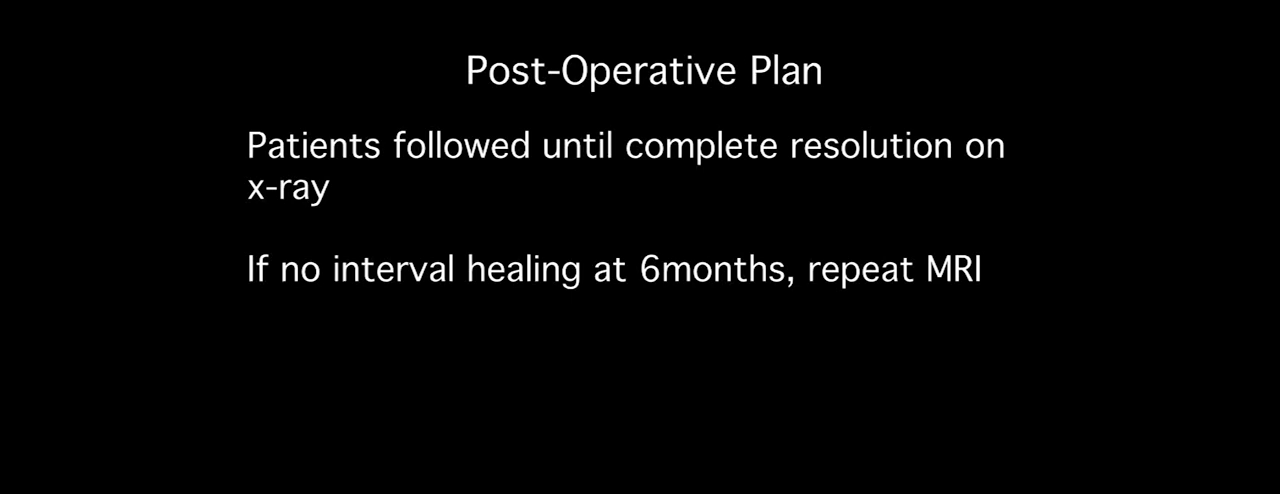 Post-Operative Plan
Patients followed until complete resolution on
x-ray
If no interval healing at 6months, repeat MRI